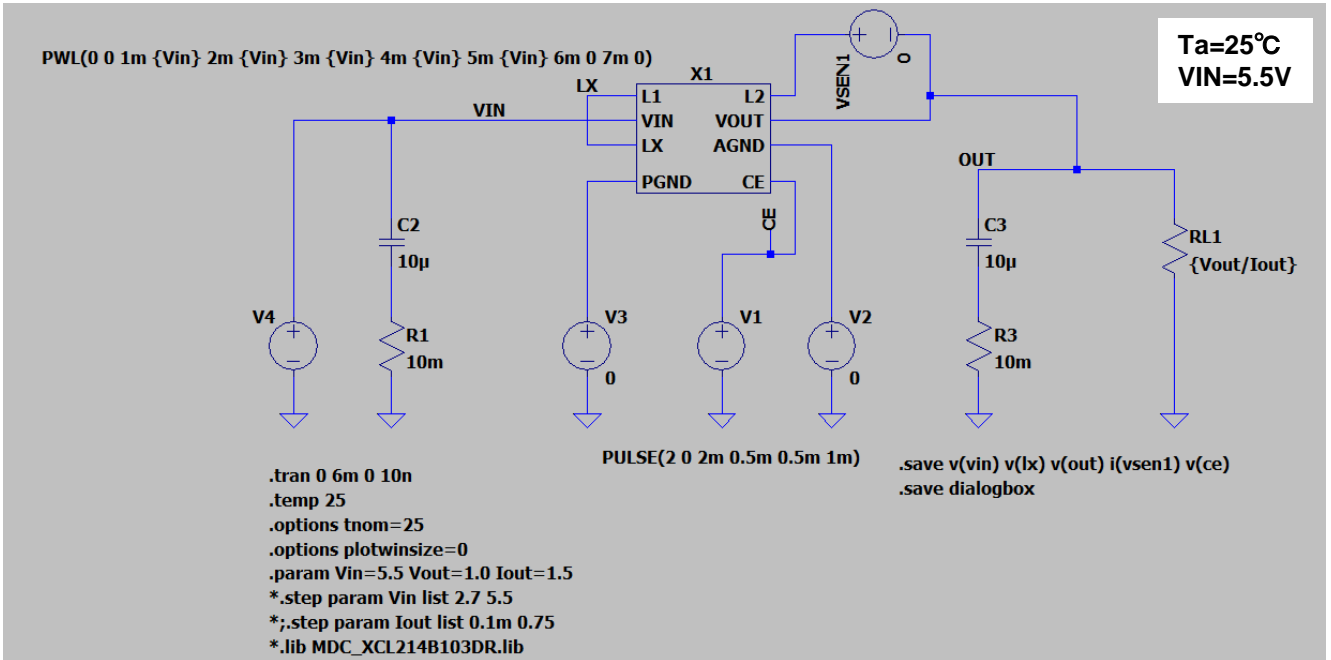 PWL(0 0 1m {Vin} 2m {Vin} 3m {Vin} 4m {Vin} 5m {Vin} 6m 0 7m 0)
Ta=25℃
VIN=5.5V
VSEN1
0
X1
LX
L1
L2
VIN
VIN
VOUT
LX
AGND
PGND
CE
CE
OUT
C2
10µ
C3
10µ
RL1
{Vout/Iout}
V4
R1
10m
V3
0
V1
V2
0
R3
10m
PULSE(2 0 2m 0.5m 0.5m 1m)
.save v(vin) v(lx) v(out) i(vsen1) v(ce)
.save dialogbox
.tran 0 6m 0 10n
.temp 25
.options tnom=25
.options plotwinsize=0
.param Vin=5.5 Vout=1.0 Iout=1.5
*.step param Vin list 2.7 5.5
*;.step param Iout list 0.1m 0.75
*.lib MDC_XCL214B103DR.lib